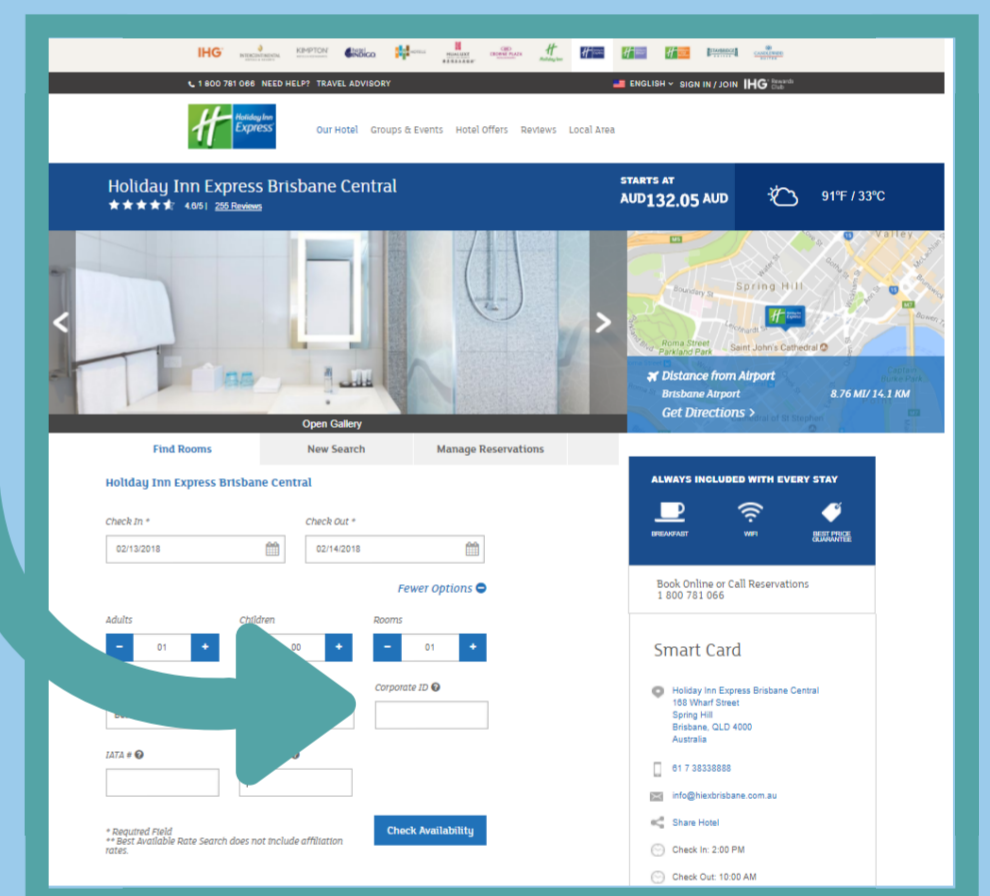 IHG
KIMPTON
Holiday Inn
1 800 781 066 NEED HELP? TRAVEL ADVISORY
ENGLISH SIGN IN / JOIN IHG Rewards Club
Holiday Inn
Express
Our Hotel Groups & Events Hotel Offers Reviews Local Area
Holiday Inn Express Brisbane Central
4.6/5 | 255 Reviews
STARTS AT
AUD132.05 AUD
91°F / 33°C
Valley
M3
Boundary St
Water St
Spring Hill
Roma Street
Parkland Park
Saint John's Cathedral
Distance from Airport
Brisbane Airport 8.76 MI/ 14.1 KM
Get Directions >
Open Gallery
Find Rooms New Search Manage Reservations
Holiday Inn Express Brisbane Central
Check In * Check Out *
02/13/2018 02/14/2018
Fewer Options
Adults Children Rooms
- 01 + 00 + - 01 +
Corporate ID
IATA #
* Required Field
** Best Available Rate Search does not include affiliation
rates.
Check Availability
ALWAYS INCLUDED WITH EVERY STAY
BREAKFAST WIFI BEST PRICE
GUARANTEE
Book Online or Call Reservations
1 800 781 066
Smart Card
Holiday Inn Express Brisbane Central
168 Wharf Street
Spring Hill
Brisbane, QLD 4000
Australia
61 7 38338888
info@hiexbrisbane.com.au
Share Hotel
Check In: 2:00 PM
Check Out: 10:00 AM